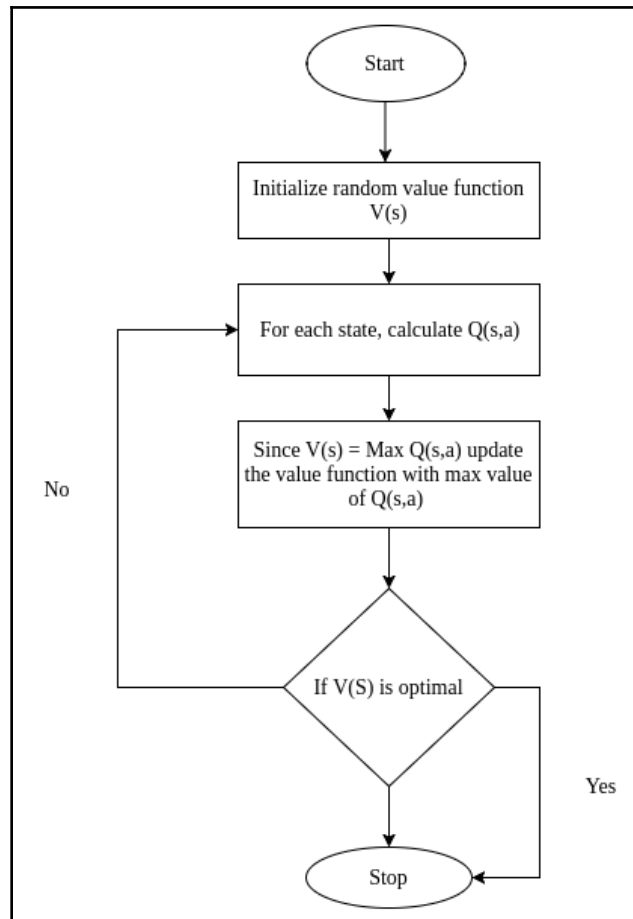 Start
Initialize random value function
V(s)
For each state, calculate Q(s,a)
Since V(s) = Max Q(s,a) update
the value function with max value
of Q(s,a)
No
If V(S) is optimal
Yes
Stop